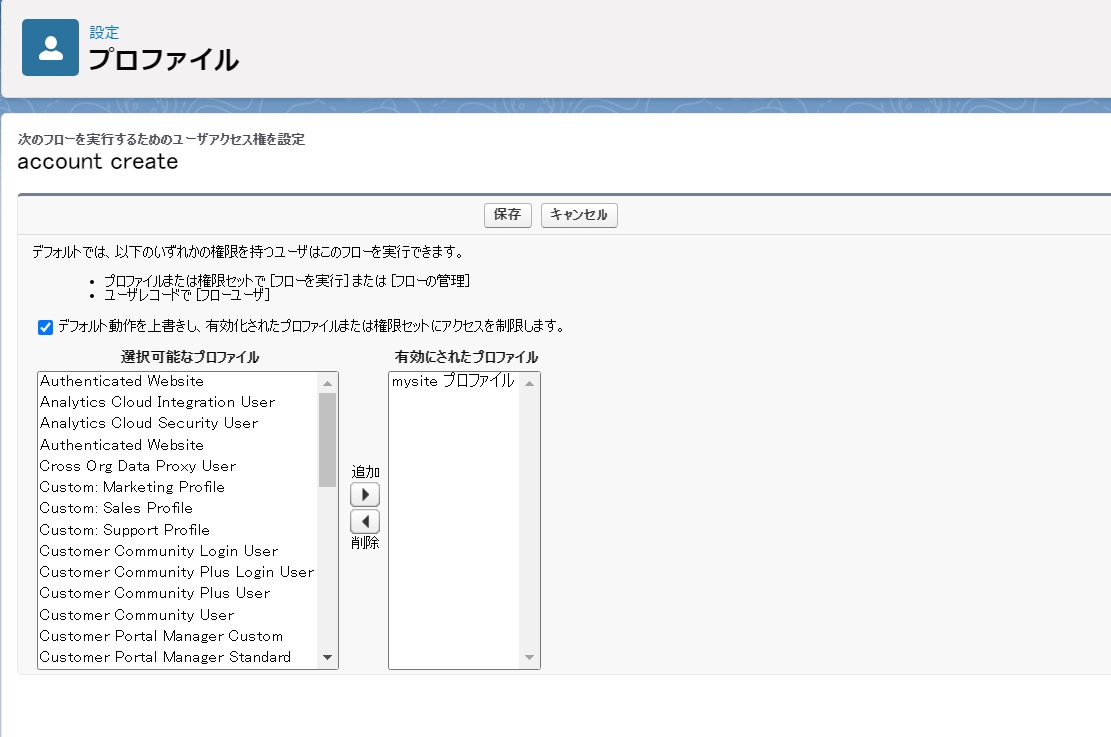 設定
プロファイル
次のフローを実行するためのユーザアクセス権を設定
account create
保存 キャンセル
デフォルトでは、以下のいずれかの権限を持つユーザはこのフローを実行できます。
• プロファイルまたは権限セットで [フローを実行] または [フローの管理]
• ユーザレコードで [フローユーザ]
デフォルト動作を上書きし、有効化されたプロファイルまたは権限セットにアクセスを制限します。
選択可能なプロファイル
Authenticated Website
Analytics Cloud Integration User
Analytics Cloud Security User
Authenticated Website
Cross Org Data Proxy User
Custom: Marketing Profile
Custom: Sales Profile
Custom: Support Profile
Customer Community Login User
Customer Community Plus Login User
Customer Community Plus User
Customer Community User
Customer Portal Manager Custom
Customer Portal Manager Standard
追加
削除
有効にされたプロファイル
mysite プロファイル